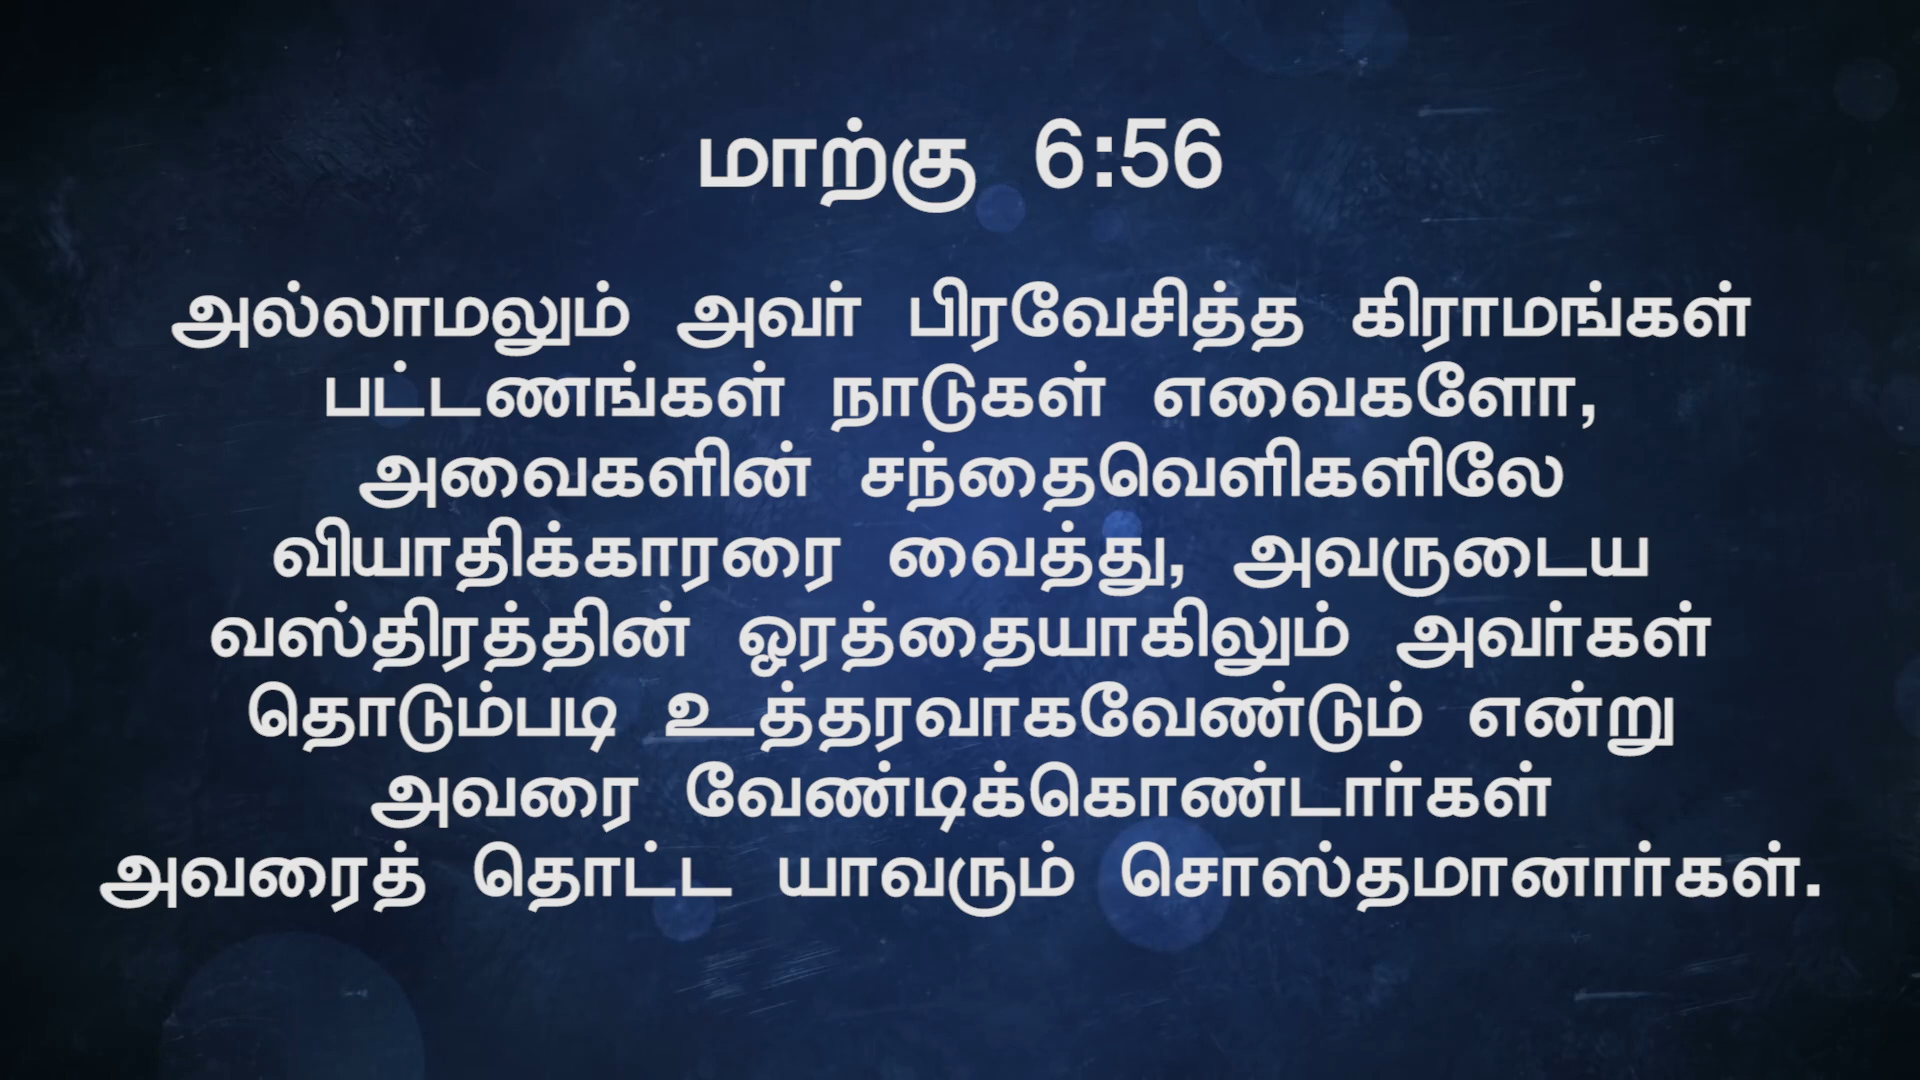 மாற்கு 6:56
அல்லாமலும் அவர் பிரவேசித்த கிராமங்கள்
பட்டணங்கள் நாடுகள் எவைகளோ,
அவைகளின் சந்தைவெளிகளிலே
வியாதிக்காரரை வைத்து, அவருடைய
வஸ்திரத்தின் ஓரத்தையாகிலும் அவர்கள்
தொடும்படி உத்தரவாகவேண்டும் என்று
அவரை வேண்டிக்கொண்டார்கள்
அவரைத் தொட்ட யாவரும் சொஸ்தமானார்கள்.